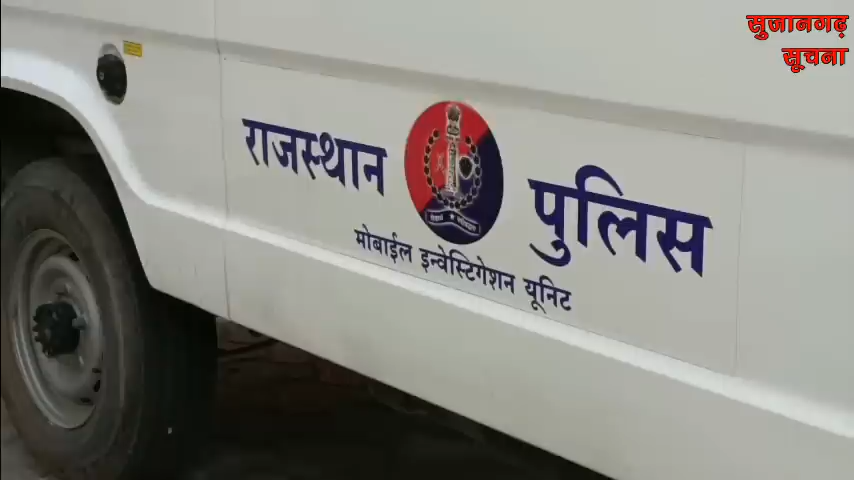 सुजानगढ़
सूचना
राजस्थान पुलिस
मोबाईल इन्वेस्टिगेशन यूनिट